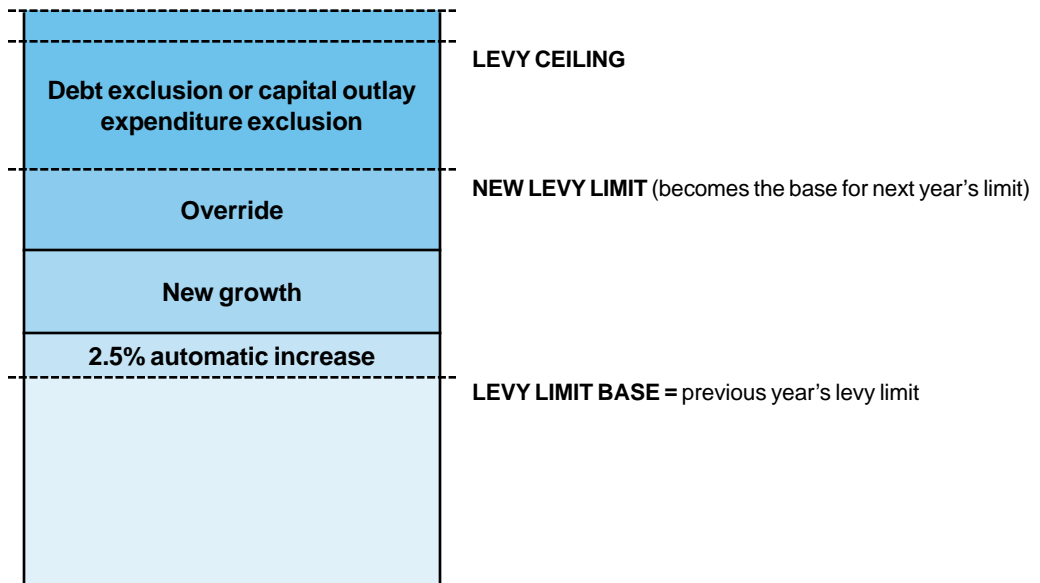 LEVY CEILING
Debt exclusion or capital outlay
expenditure exclusion
NEW LEVY LIMIT (becomes the base for next year's limit)
Override
New growth
2.5% automatic increase
LEVY LIMIT BASE = previous year's levy limit